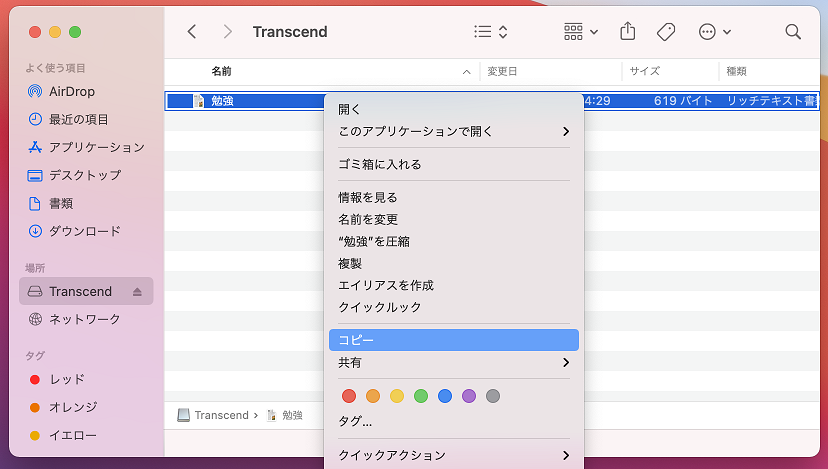 Transcend
よく使う項目
AirDrop
最近の項目
アプリケーション
デスクトップ
書類
ダウンロード
場所
Transcend
ネットワーク
タグ
レッド
オレンジ
イエロー
名前
変更日
サイズ
種類
勉強
4:29
619 バイト
リッチテキスト書類
開く
このアプリケーションで開く
ゴミ箱に入れる
情報を見る
名前を変更
“勉強”を圧縮
複製
エイリアスを作成
クイックルック
コピー
共有
タグ...
クイックアクション
Transcend › 勉強